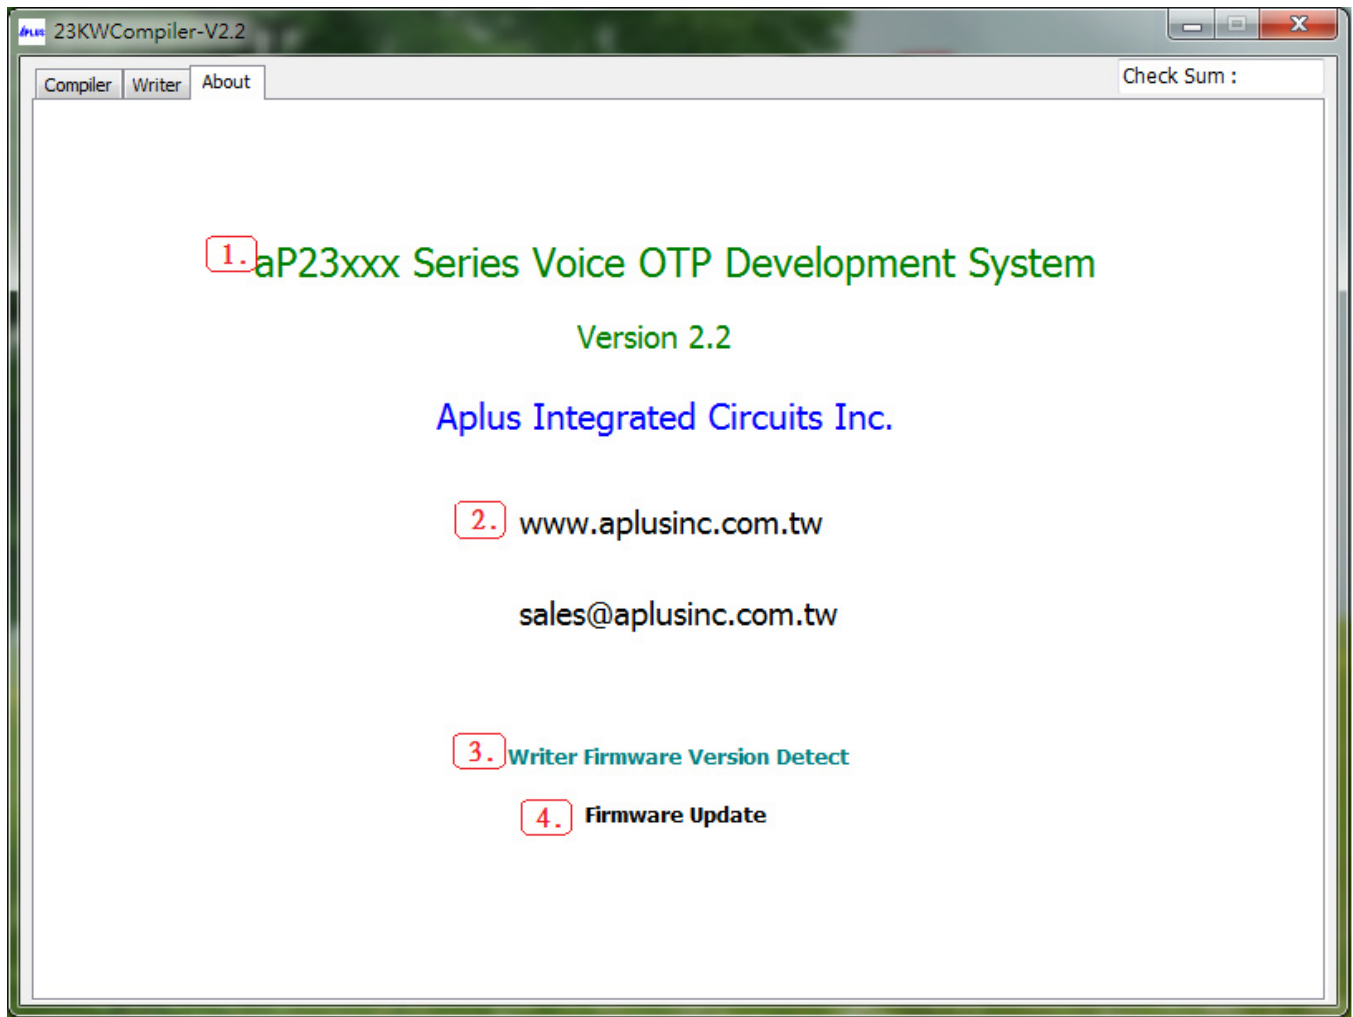 APLUS 23KWCompiler-V2.2
Compiler Writer About Check Sum :
1. aP23xxx Series Voice OTP Development System
Version 2.2
Aplus Integrated Circuits Inc.
2. www.aplusinc.com.tw
sales@aplusinc.com.tw
3. Writer Firmware Version Detect
4. Firmware Update